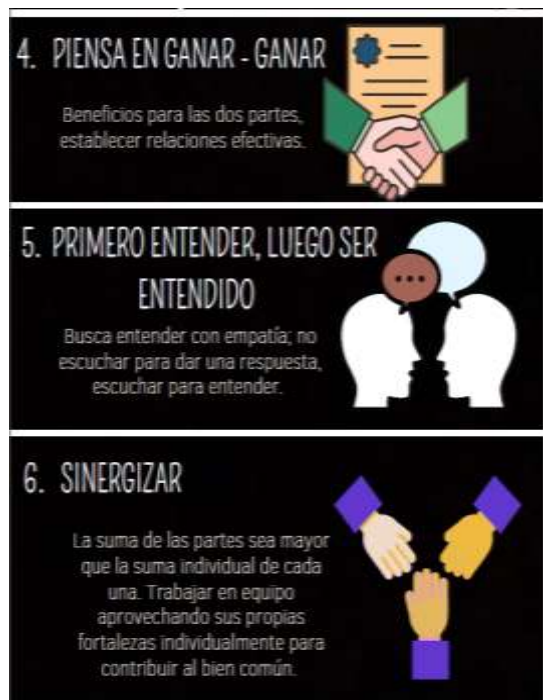 4. PIENSA EN GANAR - GANAR
Beneficios para las dos partes,
establecer relaciones efectivas.
5. PRIMERO ENTENDER, LUEGO SER
ENTENDIDO
Busca entender con empatía; no
escuchar para dar una respuesta,
escuchar para entender.
6. SINERGIZAR
La suma de las partes sea mayor
que la suma individual de cada
una. Trabajar en equipo
aprovechando sus propias
fortalezas individualmente para
contribuir al bien común.